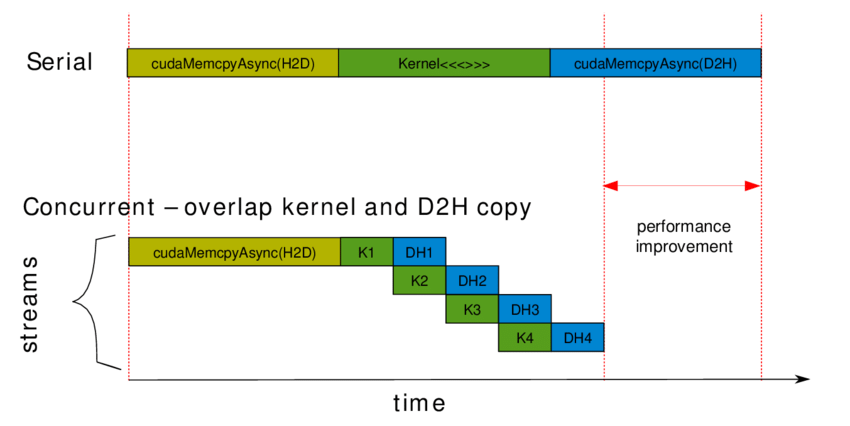 Serial
cudaMemcpyAsync(H2D) Kernel<<<>>> cudaMemcpyAsync(D2H)
Concurrent – overlap kernel and D2H copy
performance
improvement
streams
cudaMemcpyAsync(H2D) K1 DH1
K2 DH2
K3 DH3
K4 DH4
time